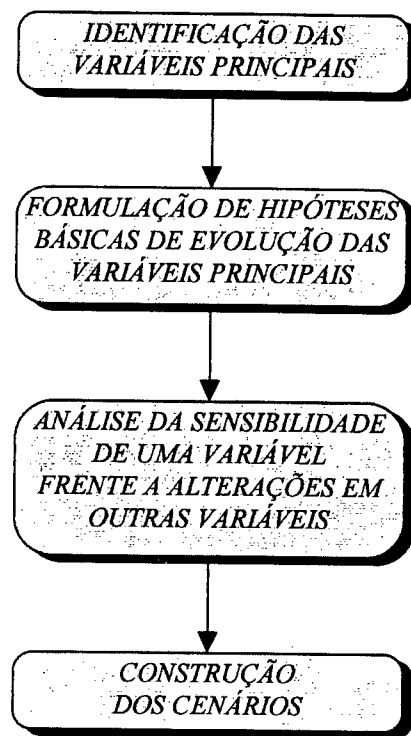 IDENTIFICAÇÃO DAS
VARIÁVEIS PRINCIPAIS
FORMULAÇÃO DE HIPÓTESES
BÁSICAS DE EVOLUÇÃO DAS
VARIÁVEIS PRINCIPAIS
ANÁLISE DA SENSIBILIDADE
DE UMA VARIÁVEL
FRENTE A ALTERAÇÕES EM
OUTRAS VARIÁVEIS
CONSTRUÇÃO
DOS CENÁRIOS